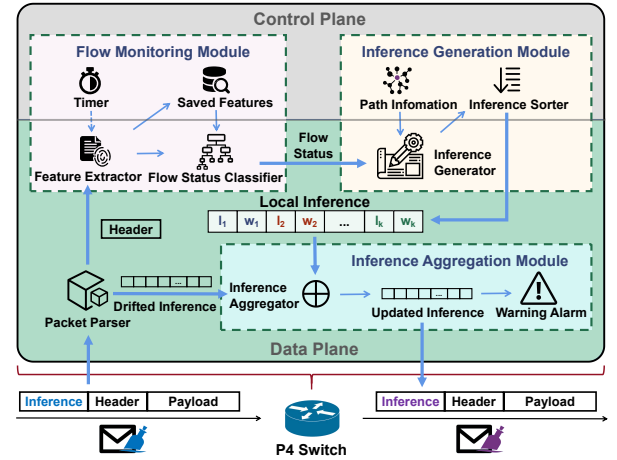 Control Plane
Flow Monitoring Module
Inference Generation Module
Timer
Saved Features
Path Infomation
Inference Sorter
Feature Extractor
Flow Status Classifier
Flow
Status
Inference
Generator
Local Inference
l1 w1 l2 w2 ... lk wk
Header
Inference Aggregation Module
...
Drifted Inference
Packet Parser
Inference
Aggregator
...
Updated Inference
Warning Alarm
Data Plane
Inference Header Payload
Inference Header Payload
P4 Switch